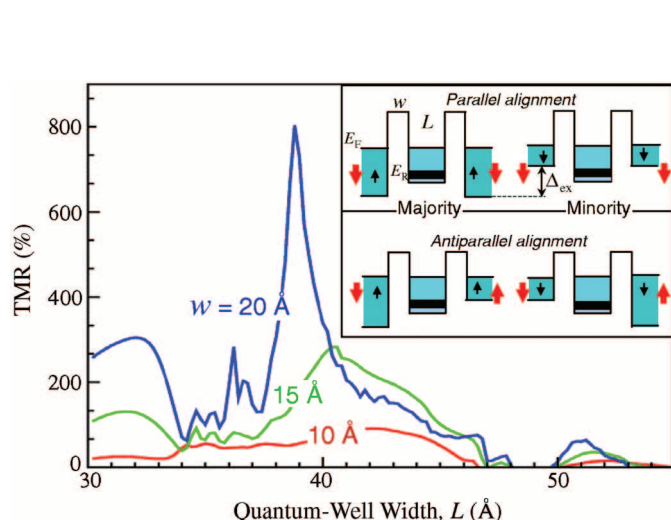 TMR (%)
800
600
400
200
0
30
40
50
Quantum-Well Width, L (Å)
w = 20 Å
15 Å
10 Å
Parallel alignment
w
L
E_F
E_R
Δ_ex
Majority
Minority
Antiparallel alignment